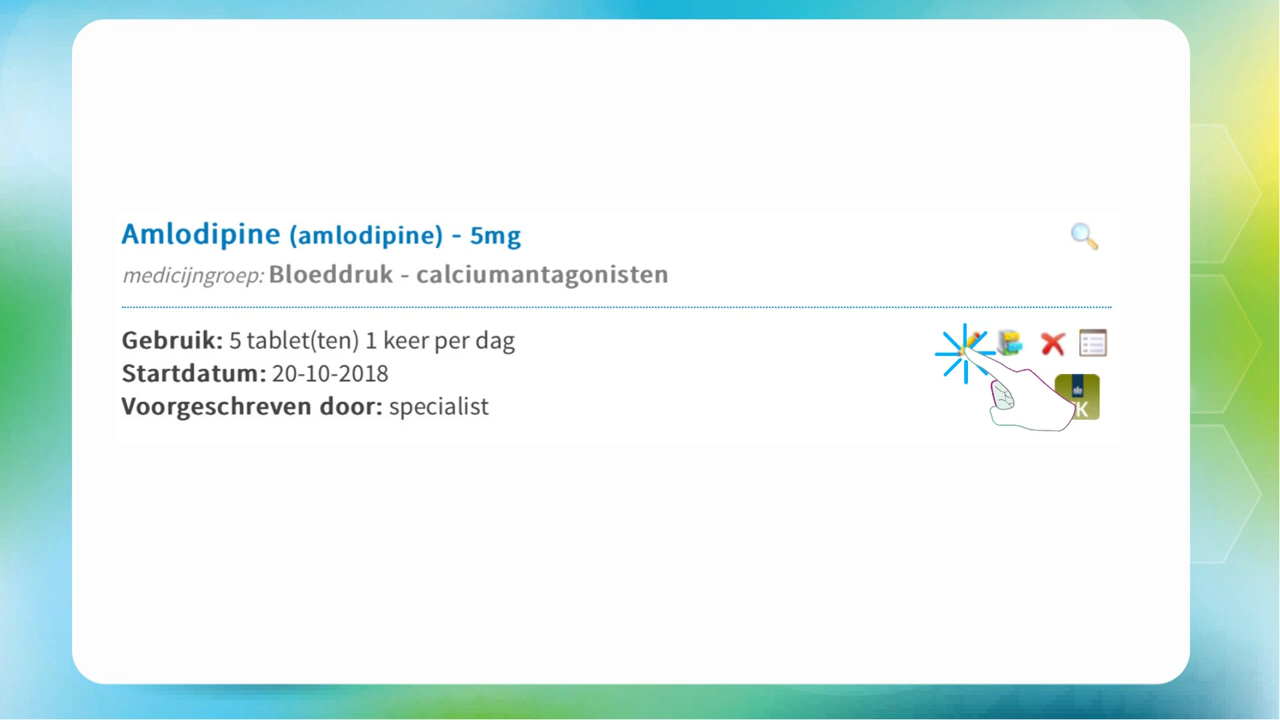 Amlodipine (amlodipine) - 5mg
medicijngroep: Bloeddruk - calciumantagonisten
Gebruik: 5 tablet(ten) 1 keer per dag
Startdatum: 20-10-2018
Voorgeschreven door: specialist
K